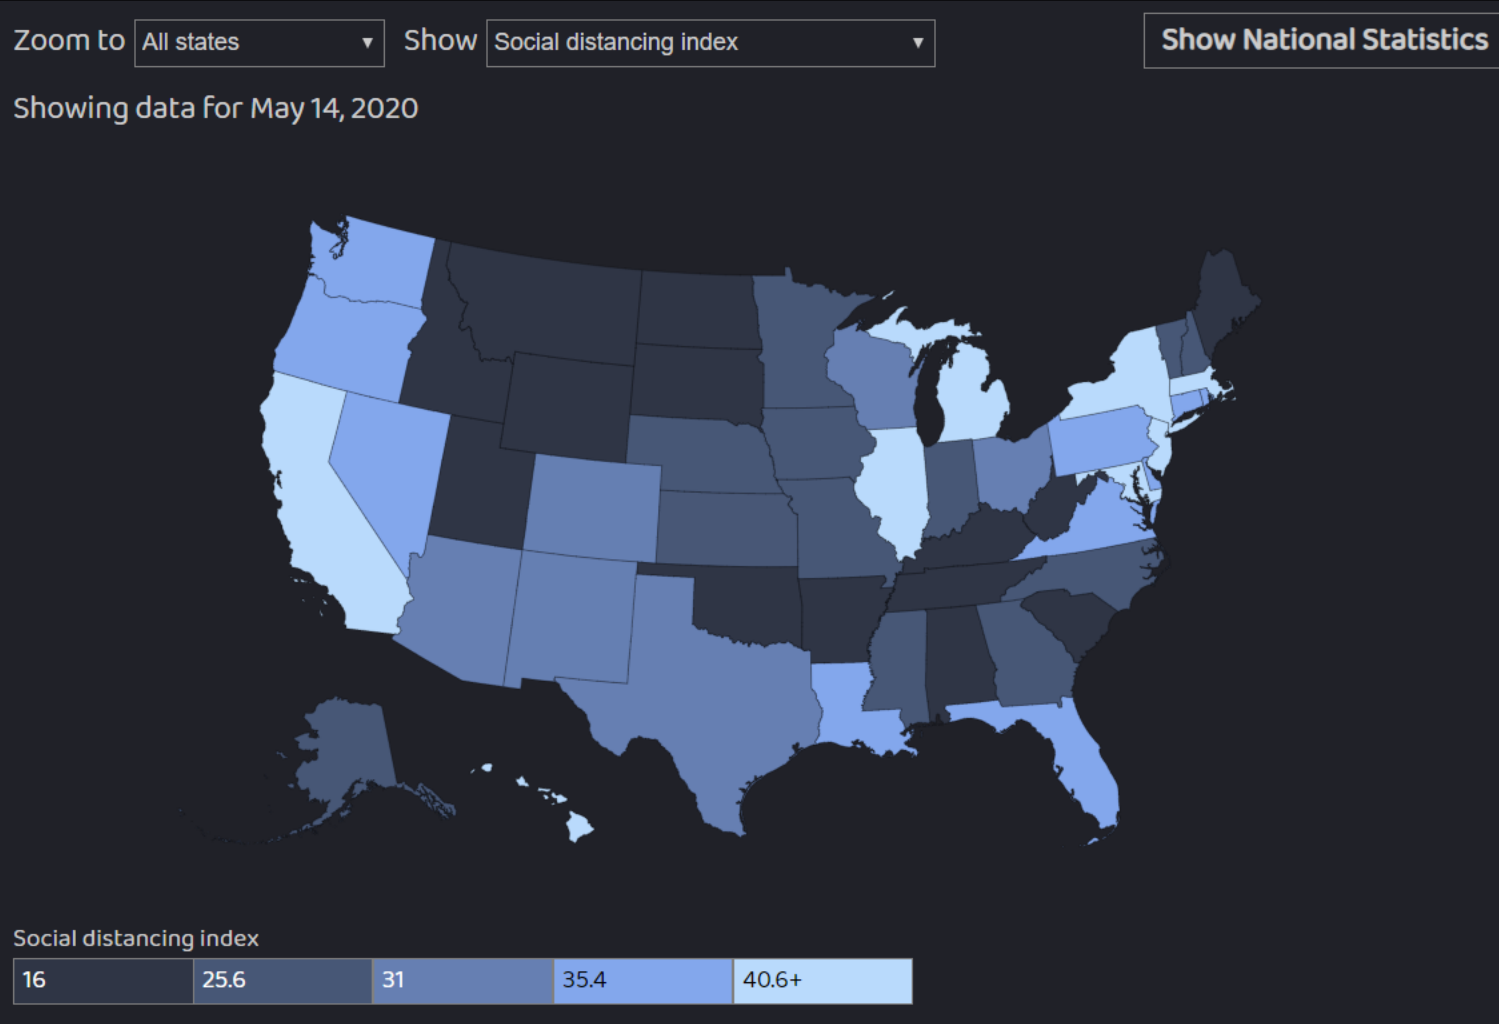 Zoom to All states ▼ Show Social distancing index ▼ Show National Statistics
Showing data for May 14, 2020
Social distancing index
16 25.6 31 35.4 40.6+